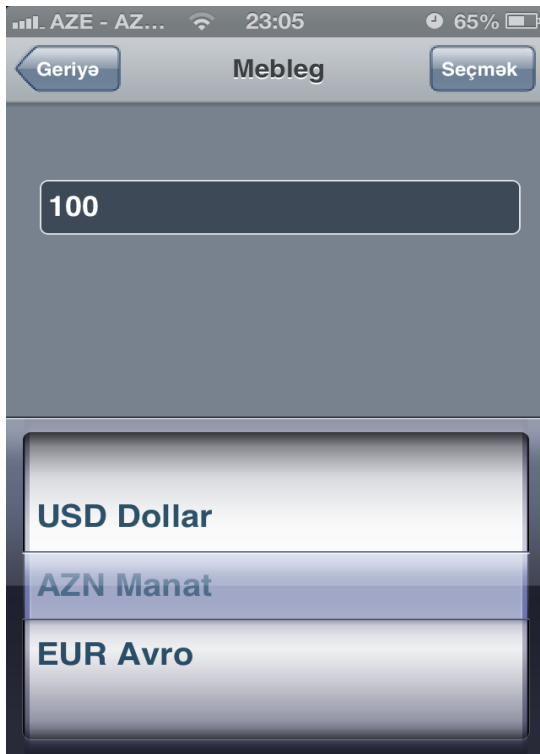 AZE - AZ... 23:05 65%
Geriyə Mebleg Seçmək
100
USD Dollar
AZN Manat
EUR Avro